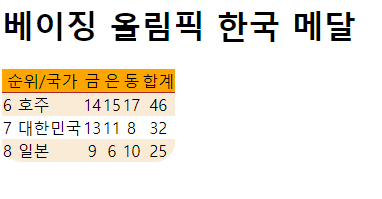 베이징 올림픽 한국 메달
순위/국가 금 은 동 합계
6 호주 14 15 17 46
7 대한민국 13 11 8 32
8 일본 9 6 10 25